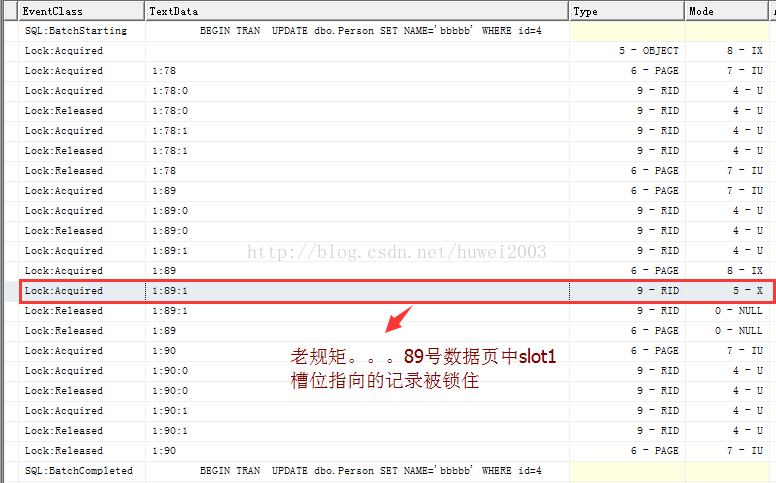 EventClass TextData Type Mode
SQL:BatchStarting BEGIN TRAN UPDATE dbo.Person SET NAME='bbbbb' WHERE id=4
Lock:Acquired 5 - OBJECT 8 - IX
Lock:Acquired 1:78 6 - PAGE 7 - IU
Lock:Acquired 1:78:0 9 - RID 4 - U
Lock:Released 1:78:0 9 - RID 4 - U
Lock:Acquired 1:78:1 9 - RID 4 - U
Lock:Released 1:78:1 9 - RID 4 - U
Lock:Released 1:78 6 - PAGE 7 - IU
Lock:Acquired 1:89 6 - PAGE 7 - IU
Lock:Acquired 1:89:0 9 - RID 4 - U
Lock:Released 1:89:0 9 - RID 4 - U
Lock:Acquired 1:89:1 9 - RID 4 - U
http://blog.csdn.net/huwei2003
Lock:Acquired 1:89 6 - PAGE 8 - IX
Lock:Acquired 1:89:1 9 - RID 5 - X
Lock:Released 1:89:1 9 - RID 0 - NULL
Lock:Released 1:89 6 - PAGE 0 - NULL
Lock:Acquired 1:90 6 - PAGE 7 - IU
Lock:Acquired 1:90:0 9 - RID 4 - U
Lock:Released 1:90:0 9 - RID 4 - U
Lock:Acquired 1:90:1 9 - RID 4 - U
Lock:Released 1:90:1 9 - RID 4 - U
Lock:Released 1:90 6 - PAGE 7 - IU
SQL:BatchCompleted BEGIN TRAN UPDATE dbo.Person SET NAME='bbbbb' WHERE id=4
老规矩。。。89号数据页中slot1
槽位指向的记录被锁住